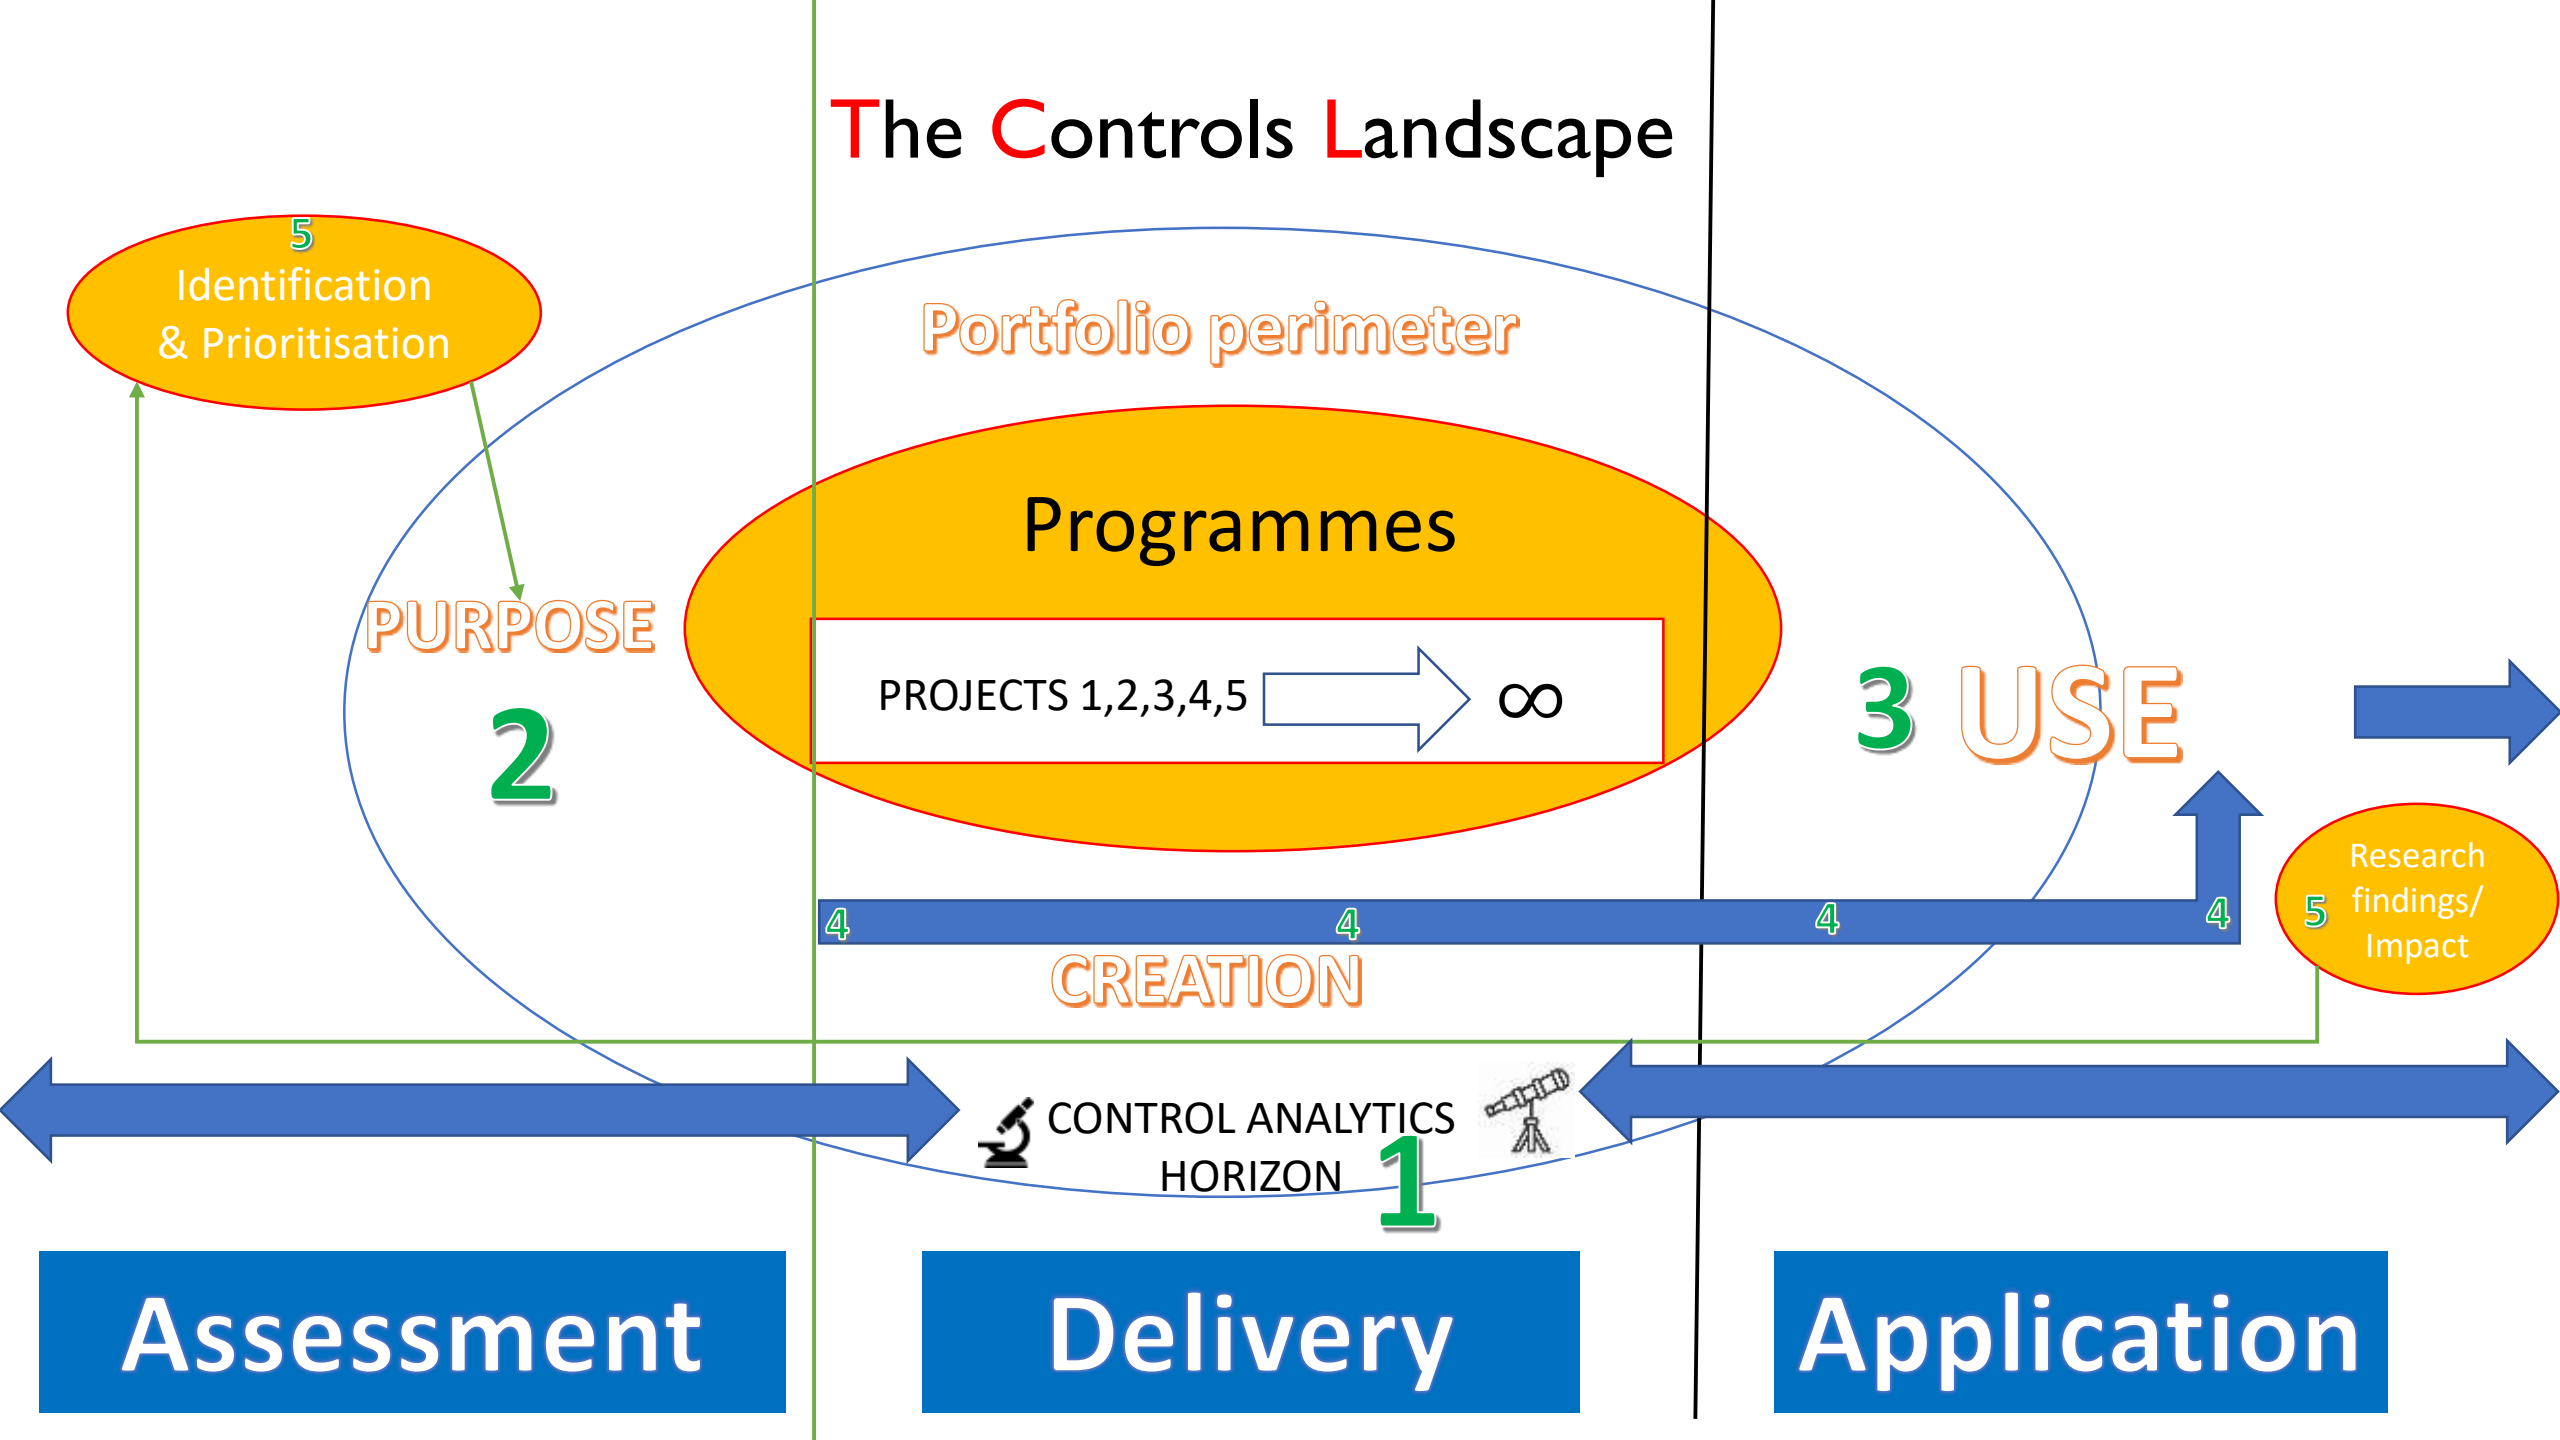 The Controls Landscape
5
Identification
& Prioritisation
Portfolio perimeter
Programmes
PURPOSE
2
PROJECTS 1,2,3,4,5
∞
3 USE
Research
findings/
Impact
5
4
4
4
4
CREATION
CONTROL ANALYTICS
HORIZON
1
Assessment
Delivery
Application